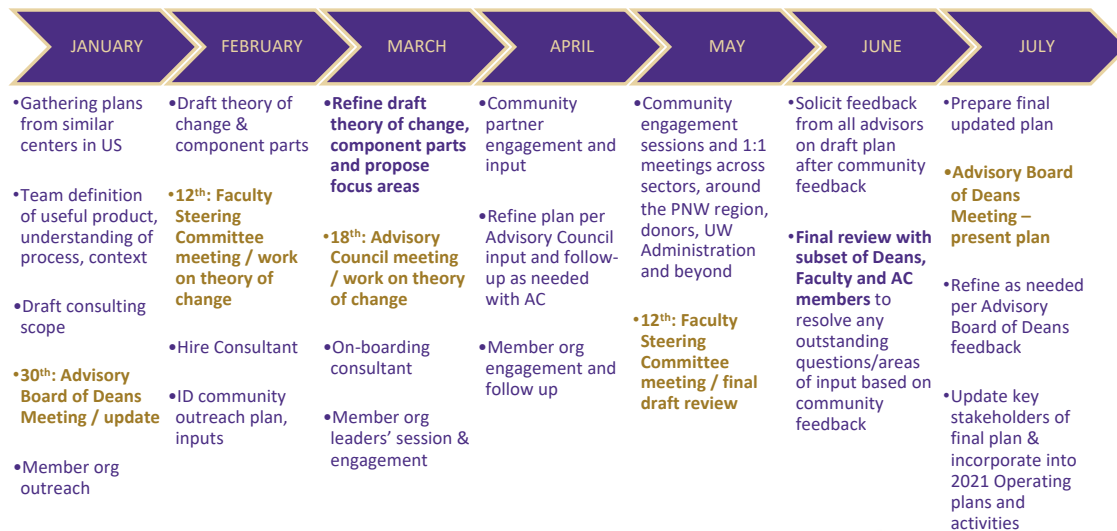 JANUARY
FEBRUARY
MARCH
APRIL
MAY
JUNE
JULY
•Gathering plans
from similar
centers in US
•Team definition
of useful product,
understanding of
process, context
•Draft consulting
scope
•30th: Advisory
Board of Deans
Meeting / update
•Member org
outreach
•Draft theory of
change &
component parts
•12th: Faculty
Steering
Committee
meeting / work
on theory of
change
•Hire Consultant
•ID community
outreach plan,
inputs
•Refine draft
theory of change,
component parts
and propose
focus areas
•18th: Advisory
Council meeting
/ work on theory
of change
•On-boarding
consultant
•Member org
leaders’ session &
engagement
•Community
partner
engagement and
input
•Refine plan per
Advisory Council
input and follow-
up as needed
with AC
•Member org
engagement and
follow up
•Community
engagement
sessions and 1:1
meetings across
sectors, around
the PNW region,
donors, UW
Administration
and beyond
•12th: Faculty
Steering
Committee
meeting / final
draft review
•Solicit feedback
from all advisors
on draft plan
after community
feedback
•Final review with
subset of Deans,
Faculty and AC
members to
resolve any
outstanding
questions/areas
of input based on
community
feedback
•Prepare final
updated plan
•Advisory Board
of Deans
Meeting –
present plan
•Refine as needed
per Advisory
Board of Deans
feedback
•Update key
stakeholders of
final plan &
incorporate into
2021 Operating
plans and
activities